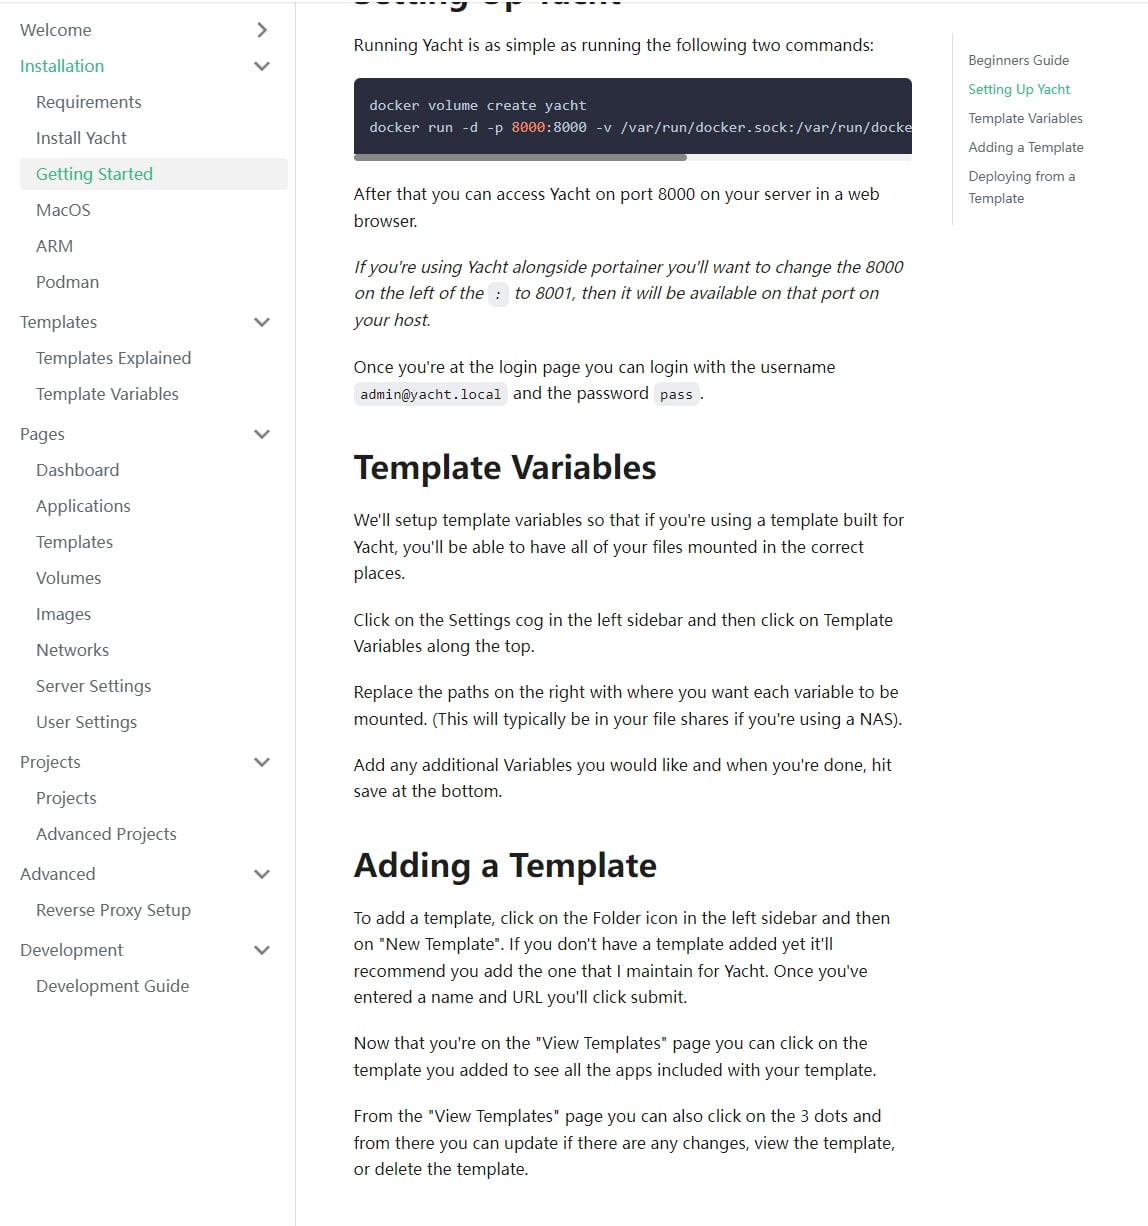 Welcome
Installation
Requirements
Install Yacht
Getting Started
MacOS
ARM
Podman
Templates
Templates Explained
Template Variables
Pages
Dashboard
Applications
Templates
Volumes
Images
Networks
Server Settings
User Settings
Projects
Projects
Advanced Projects
Advanced
Reverse Proxy Setup
Development
Development Guide
Setting Up Yacht
Running Yacht is as simple as running the following two commands:
docker volume create yacht
docker run -d -p 8000:8000 -v /var/run/docker.sock:/var/run/docke
After that you can access Yacht on port 8000 on your server in a web
browser.
If you're using Yacht alongside portainer you'll want to change the 8000
on the left of the : to 8001, then it will be available on that port on
your host.
Once you're at the login page you can login with the username
admin@yacht.local and the password pass.
Template Variables
We'll setup template variables so that if you're using a template built for
Yacht, you'll be able to have all of your files mounted in the correct
places.
Click on the Settings cog in the left sidebar and then click on Template
Variables along the top.
Replace the paths on the right with where you want each variable to be
mounted. (This will typically be in your file shares if you're using a NAS).
Add any additional Variables you would like and when you're done, hit
save at the bottom.
Adding a Template
To add a template, click on the Folder icon in the left sidebar and then
on "New Template". If you don't have a template added yet it'll
recommend you add the one that I maintain for Yacht. Once you've
entered a name and URL you'll click submit.
Now that you're on the "View Templates" page you can click on the
template you added to see all the apps included with your template.
From the "View Templates" page you can also click on the 3 dots and
from there you can update if there are any changes, view the template,
or delete the template.
Beginners Guide
Setting Up Yacht
Template Variables
Adding a Template
Deploying from a
Template